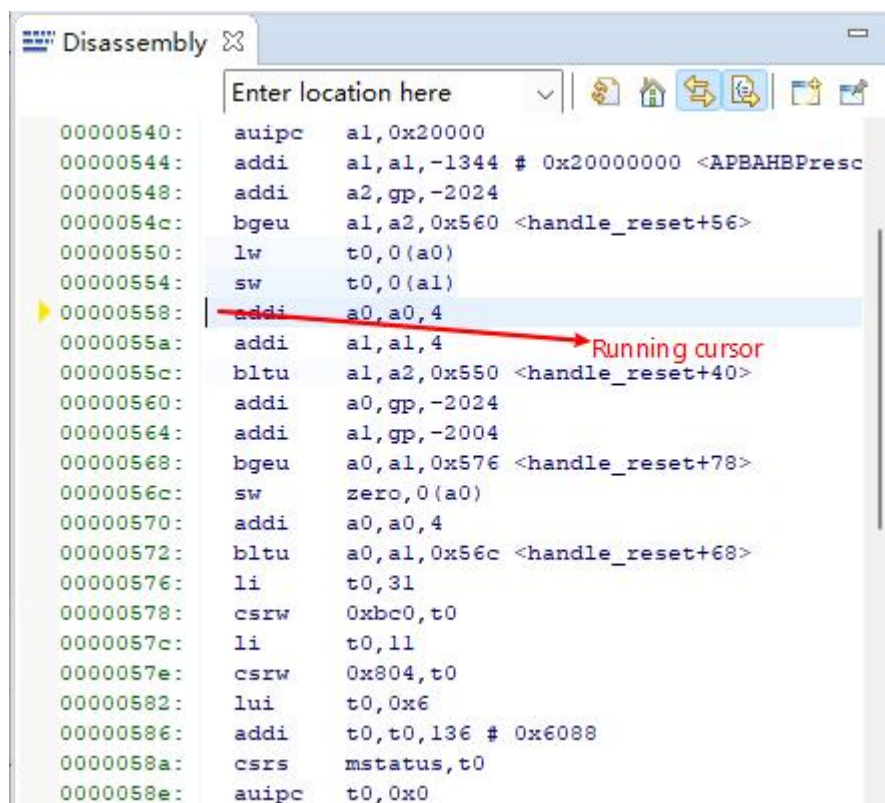 Disassembly
Enter location here
00000540: auipc a1,0x20000
00000544: addi a1,a1,-1344 # 0x20000000 <APBAHBPresc
00000548: addi a2,gp,-2024
0000054c: bgeu a1,a2,0x560 <handle_reset+56>
00000550: lw t0,0(a0)
00000554: sw t0,0(a1)
00000558: addi a0,a0,4
0000055a: addi a1,a1,4
Running cursor
0000055c: bltu a1,a2,0x550 <handle_reset+40>
00000560: addi a0,gp,-2024
00000564: addi a1,gp,-2004
00000568: bgeu a0,a1,0x576 <handle_reset+78>
0000056c: sw zero,0(a0)
00000570: addi a0,a0,4
00000572: bltu a0,a1,0x56c <handle_reset+68>
00000576: li t0,31
00000578: csrw 0xbc0,t0
0000057c: li t0,11
0000057e: csrw 0x804,t0
00000582: lui t0,0x6
00000586: addi t0,t0,136 # 0x6088
0000058a: csrs mstatus,t0
0000058e: auipc t0,0x0